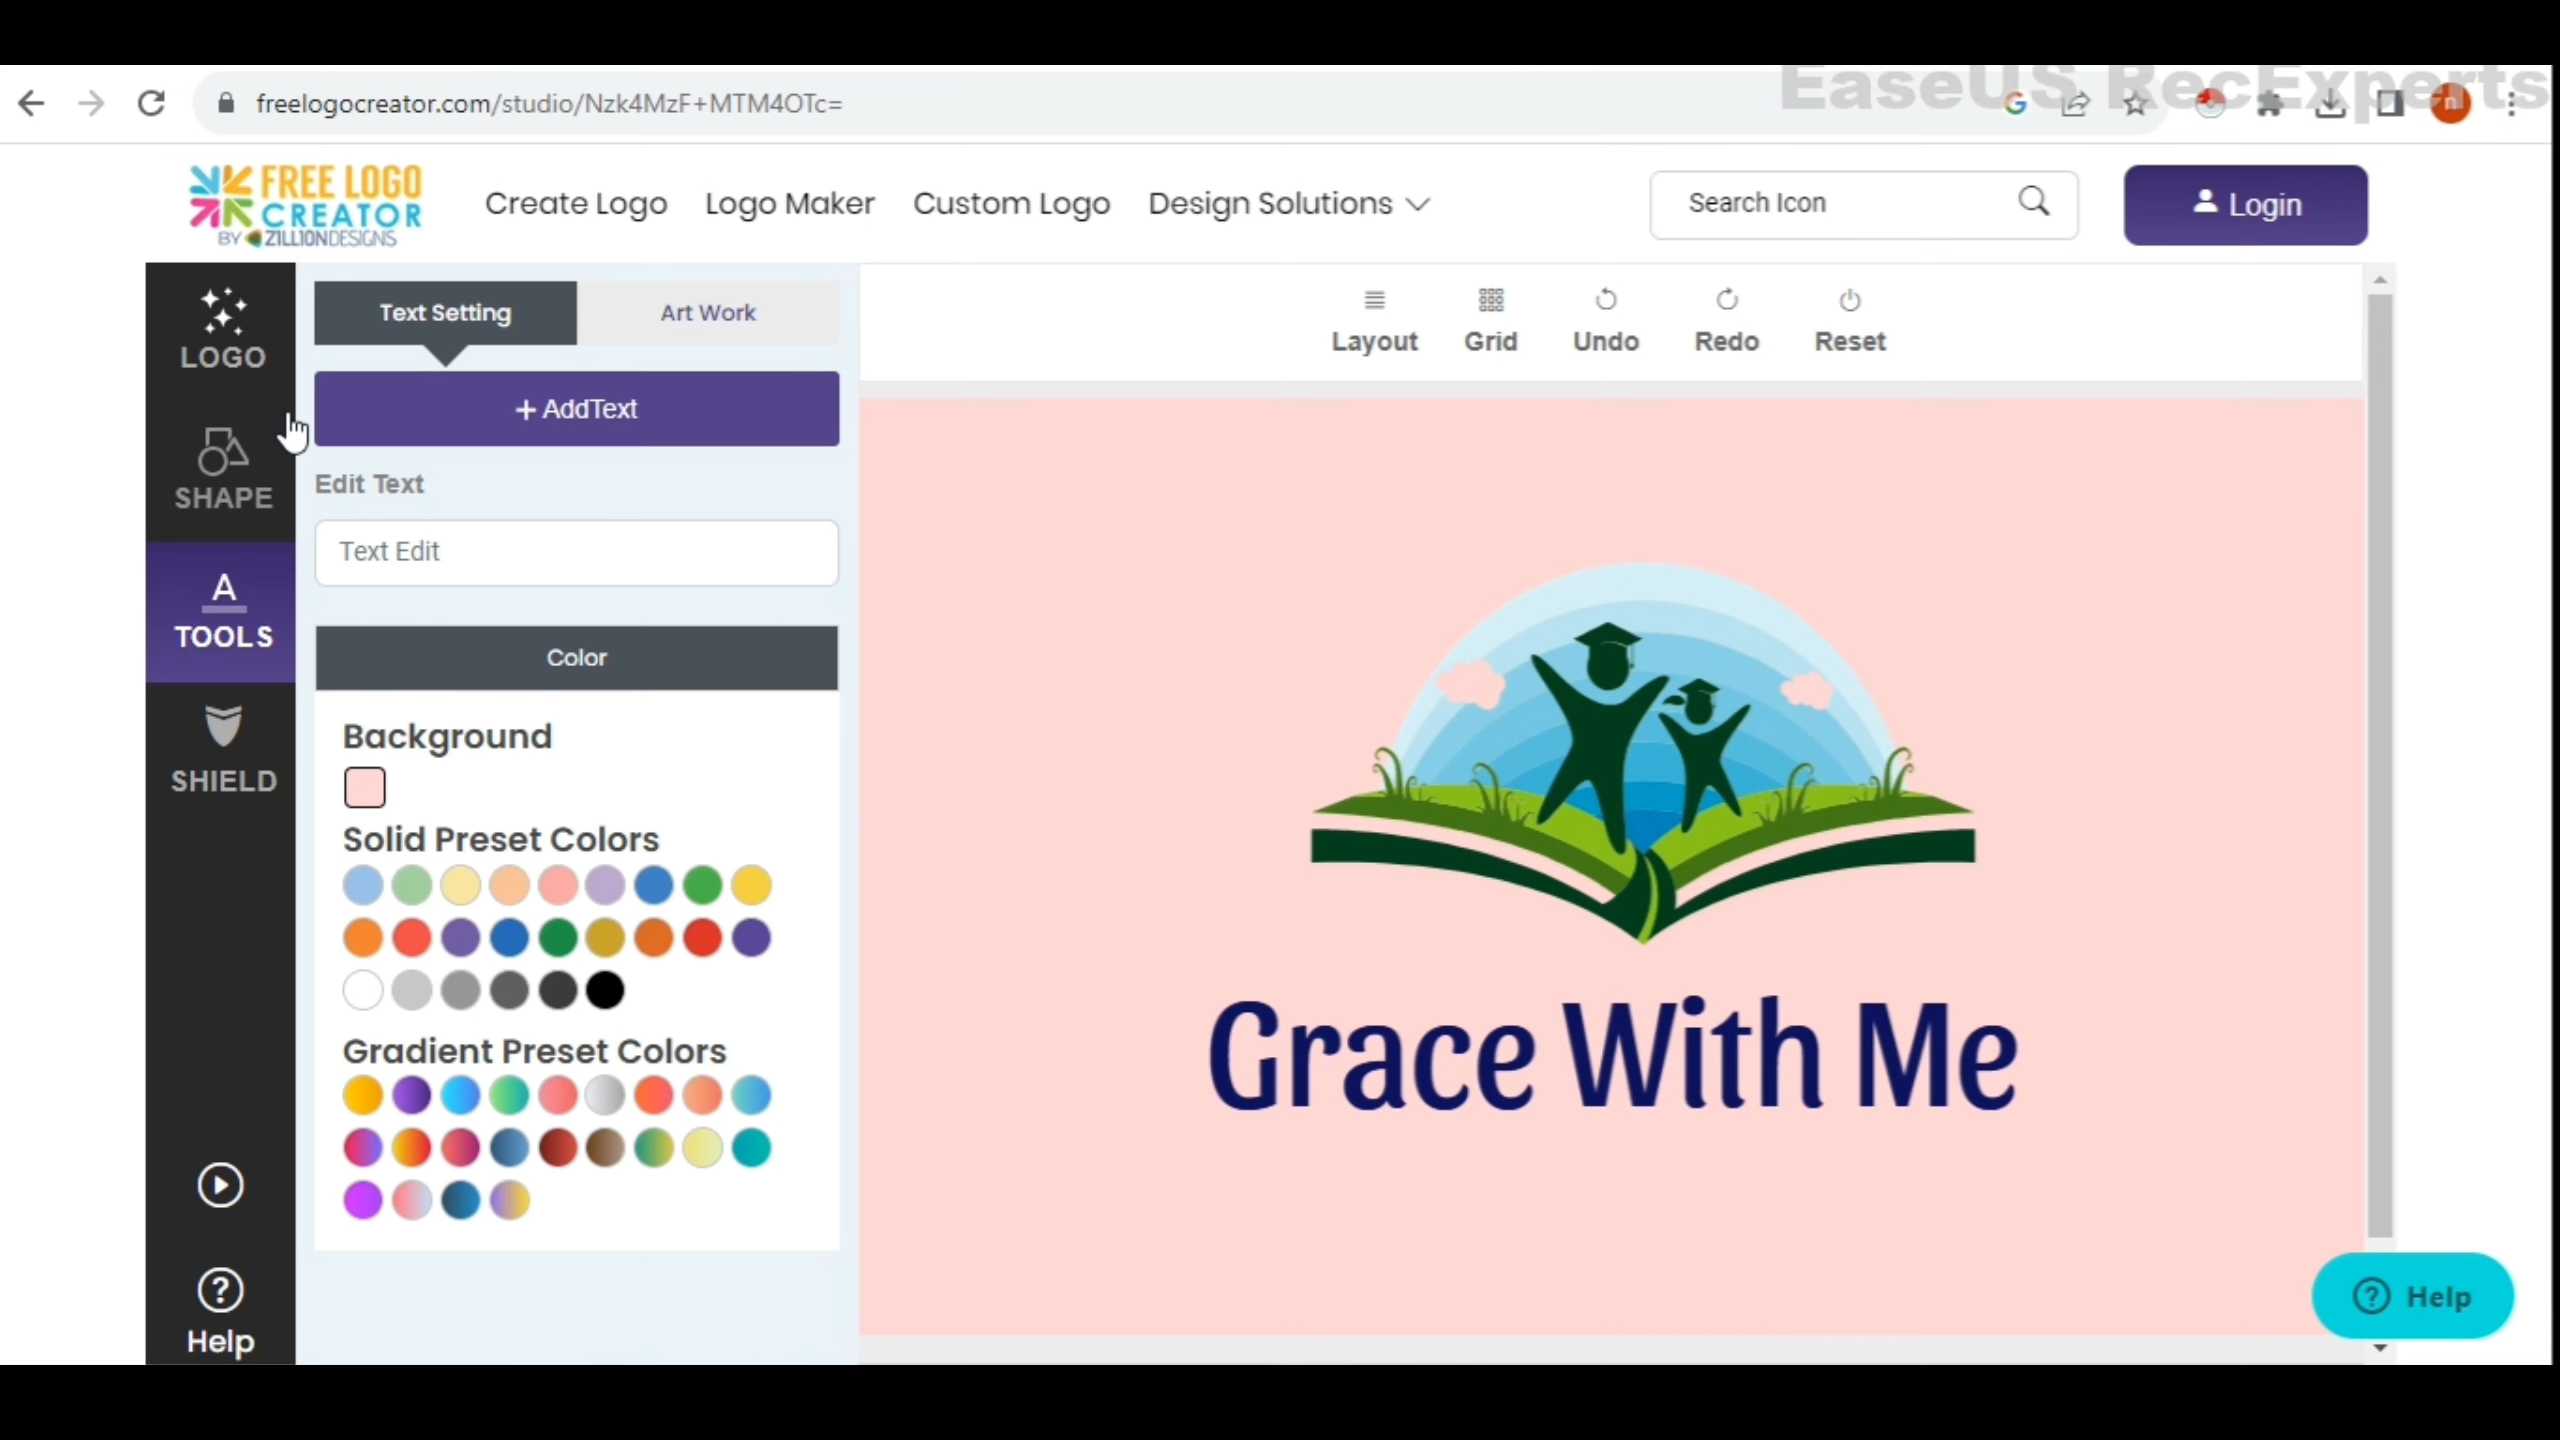 EaseUS RecExperts
freelogocreator.com/studio/Nzk4MzF+MTM4OTc=
n
FREE LOGO
CREATOR
BY ZILLIONDESIGNS
Create Logo
Logo Maker
Custom Logo
Design Solutions
Search Icon
Login
LOGO
SHAPE
A
TOOLS
SHIELD
Help
Text Setting
Art Work
+ AddText
Edit Text
Text Edit
Color
Background
Solid Preset Colors
Gradient Preset Colors
Layout
Grid
Undo
Redo
Reset
Grace With Me
? Help